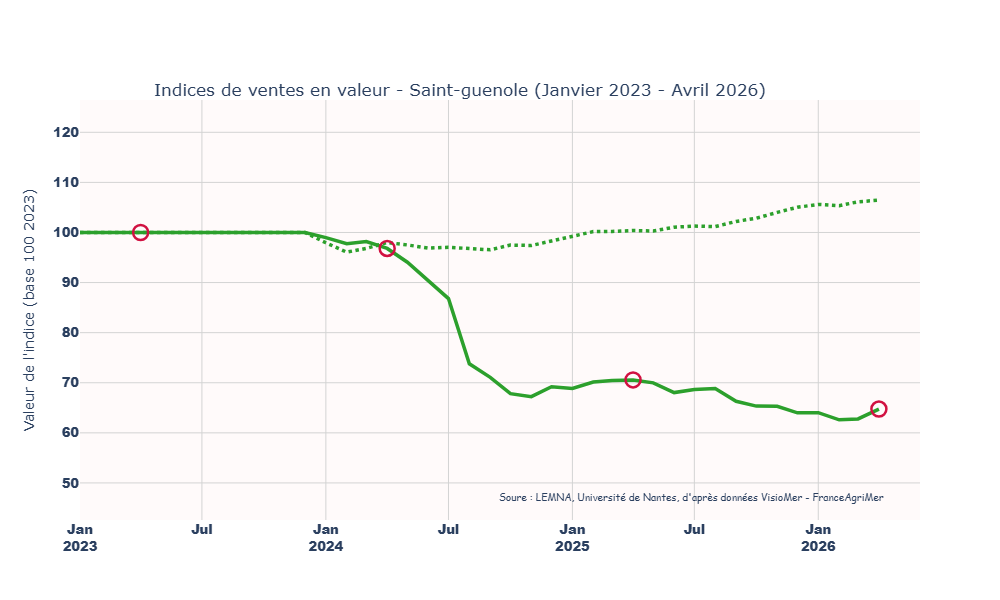 Indices de ventes en valeur - Saint-guenole (Janvier 2023 - Avril 2026)
Valeur de l'indice (base 100 2023)
120
110
100
90
80
70
60
50
Soure : LEMNA, Université de Nantes, d'après données VisioMer - FranceAgriMer
Jan
2023
Jul
Jan
2024
Jul
Jan
2025
Jul
Jan
2026